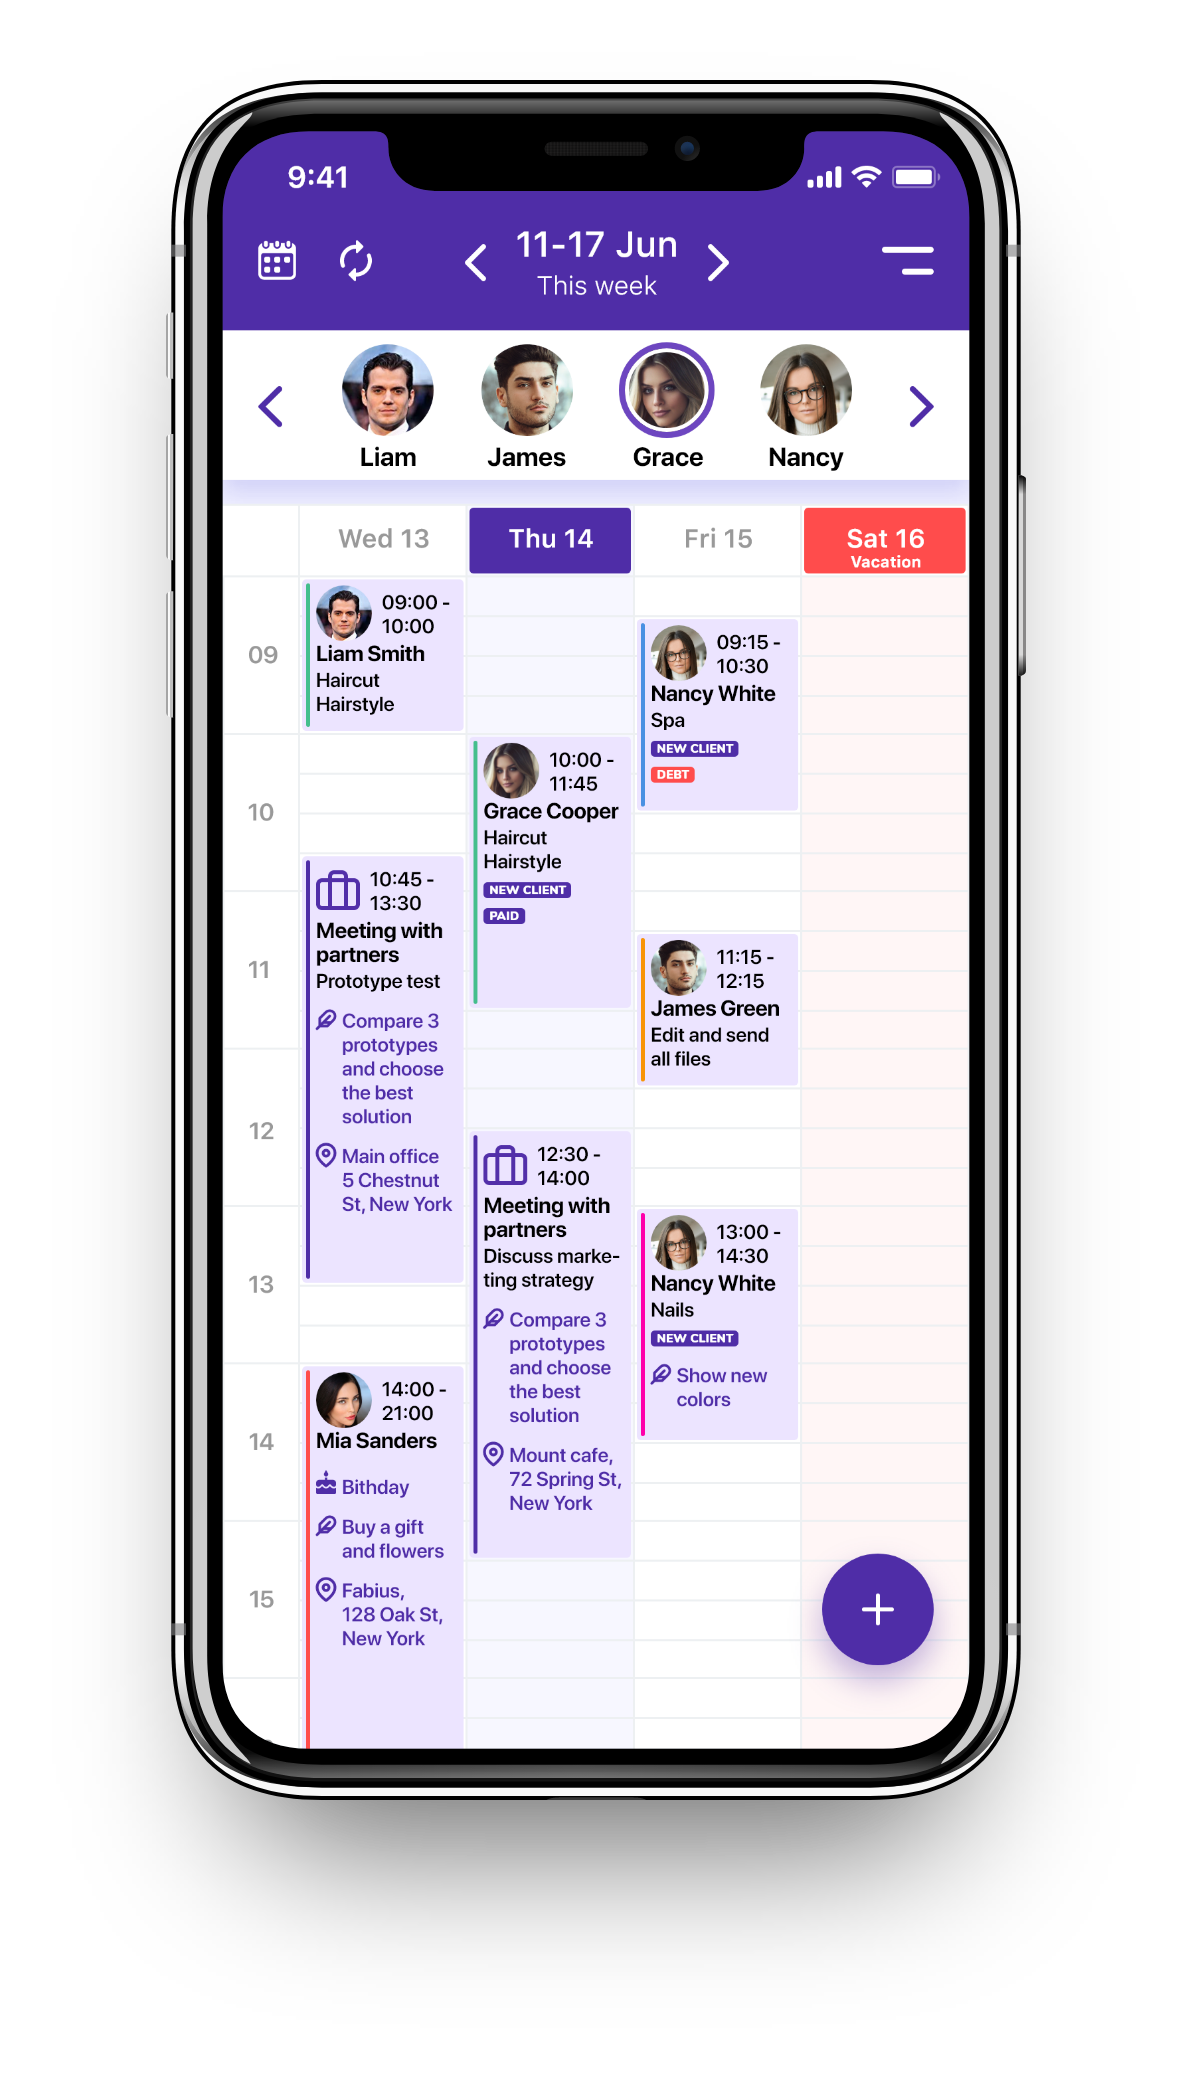 9:41
11-17 Jun
This week
Liam
James
Grace
Nancy
Wed 13
Thu 14
Fri 15
Sat 16
Vacation
09
10
11
12
13
14
15
09:00 -
10:00
Liam Smith
Haircut
Hairstyle
10:45 -
13:30
Meeting with
partners
Prototype test
Compare 3
prototypes
and choose
the best
solution
Main office
5 Chestnut
St, New York
14:00 -
21:00
Mia Sanders
Bithday
Buy a gift
and flowers
Fabius,
128 Oak St,
New York
10:00 -
11:45
Grace Cooper
Haircut
Hairstyle
NEW CLIENT
PAID
12:30 -
14:00
Meeting with
partners
Discuss marke-
ting strategy
Compare 3
prototypes
and choose
the best
solution
Mount cafe,
72 Spring St,
New York
09:15 -
10:30
Nancy White
Spa
NEW CLIENT
DEBT
11:15 -
12:15
James Green
Edit and send
all files
13:00 -
14:30
Nancy White
Nails
NEW CLIENT
Show new
colors